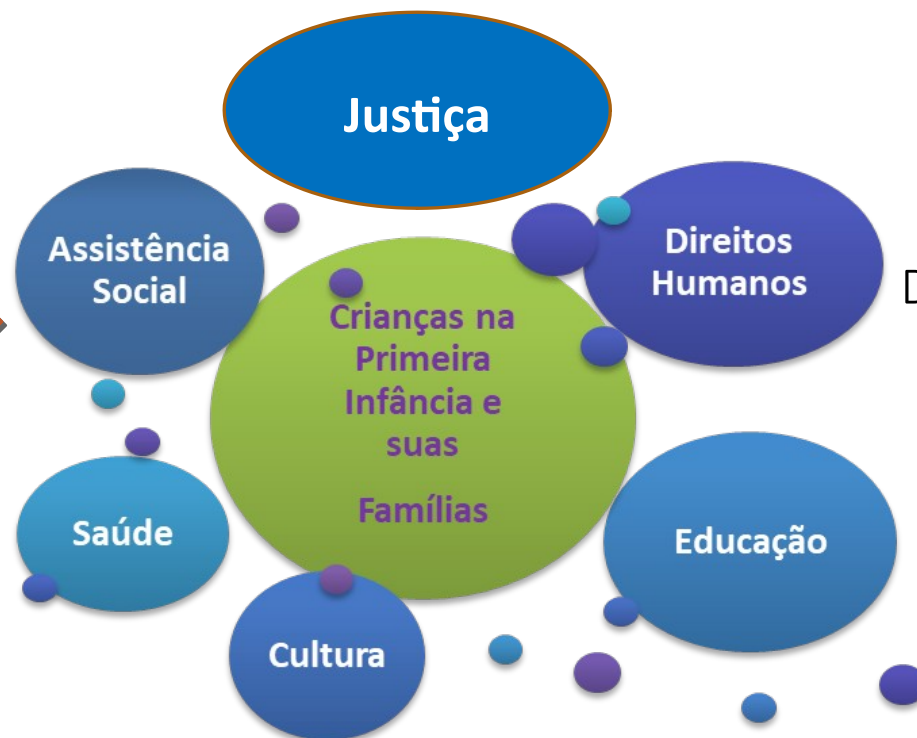 Justiça
Assistência
Social
Direitos
Humanos
Crianças na
Primeira
Infância e
suas
Famílias
Saúde
Educação
Cultura